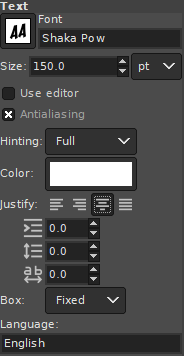 Text
AA
Font
Shaka Pow
Size: 150.0 pt
Use editor
Antialiasing
Hinting: Full
Color:
Justify:
0.0
0.0
ab 0.0
Box: Fixed
Language:
English